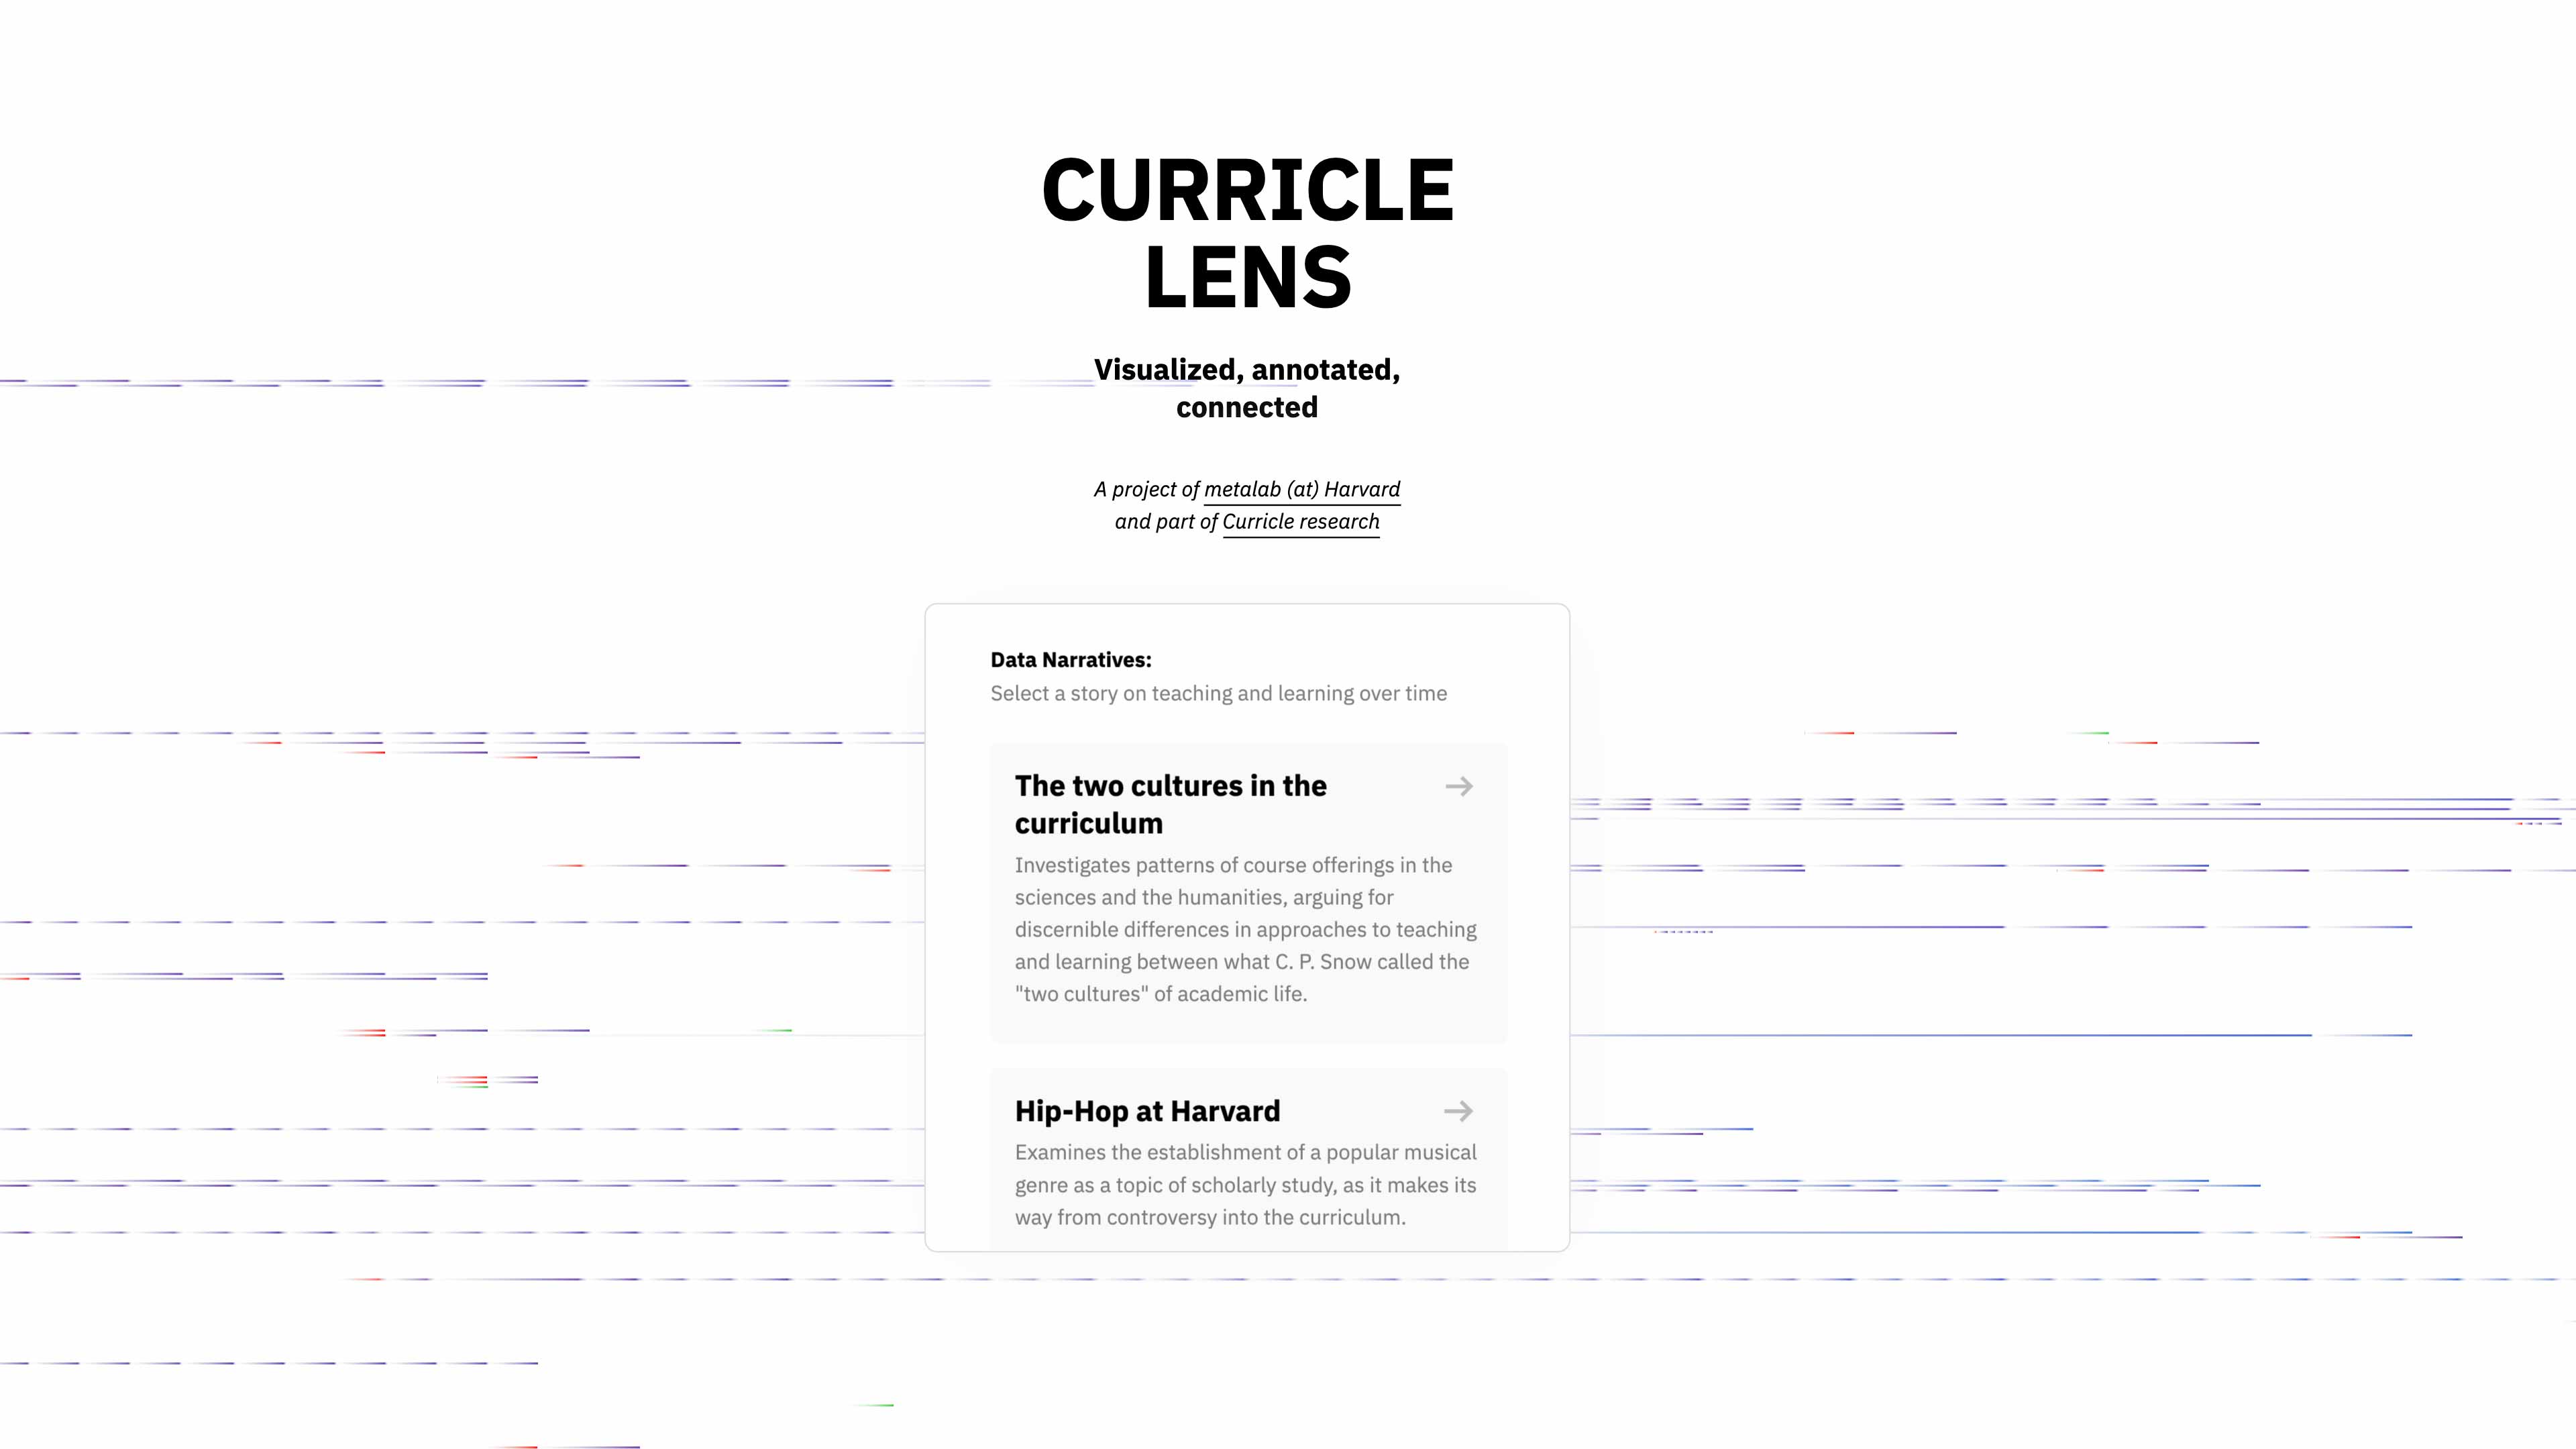 CURRICLE
LENS
Visualized, annotated,
connected
A project of metalab (at) Harvard
and part of Curricle research
Data Narratives:
Select a story on teaching and learning over time
The two cultures in the
curriculum
Investigates patterns of course offerings in the
sciences and the humanities, arguing for
discernible differences in approaches to teaching
and learning between what C. P. Snow called the
"two cultures" of academic life.
Hip-Hop at Harvard
Examines the establishment of a popular musical
genre as a topic of scholarly study, as it makes its
way from controversy into the curriculum.